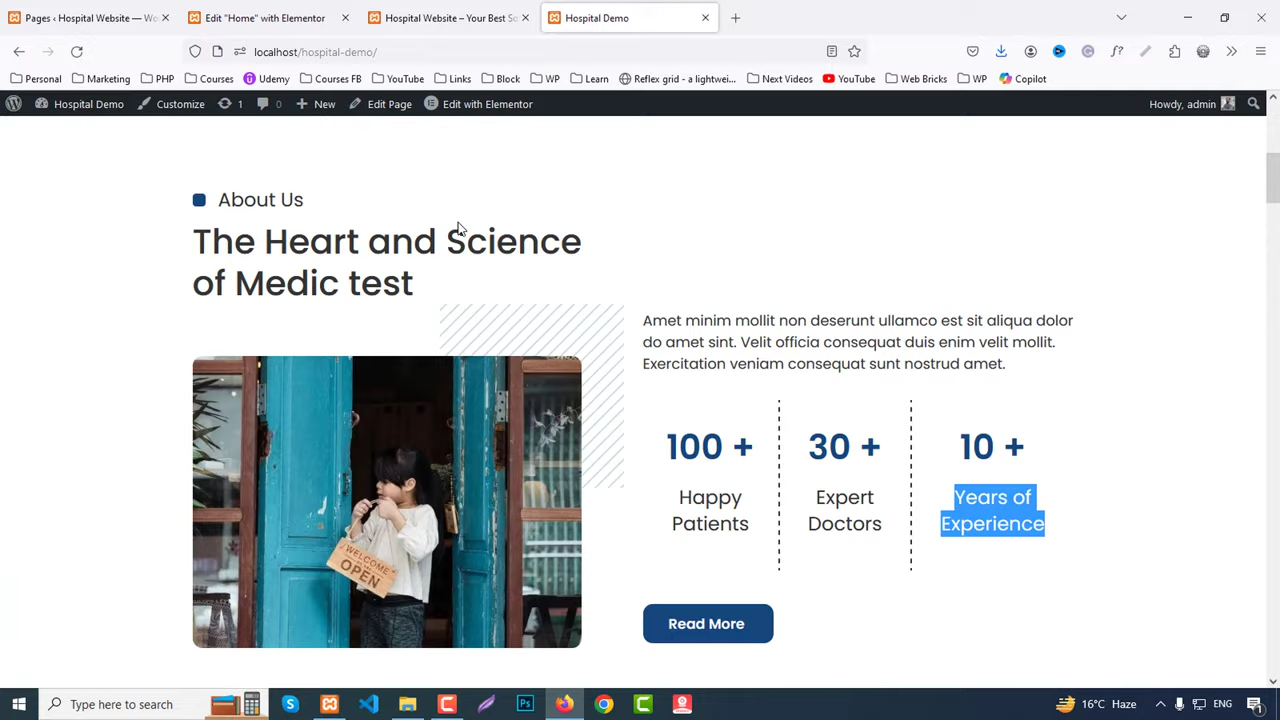 Pages ‹ Hospital Website — Wo
Edit "Home" with Elementor
Hospital Website – Your Best So
Hospital Demo
localhost/hospital-demo/
Personal
Marketing
PHP
Courses
Udemy
Courses FB
YouTube
Links
Block
WP
Learn
Reflex grid - a lightwei...
Next Videos
YouTube
Web Bricks
WP
Copilot
Hospital Demo
Customize
1
0
New
Edit Page
Edit with Elementor
Howdy, admin
About Us
The Heart and Science
of Medic test
Amet minim mollit non deserunt ullamco est sit aliqua dolor
do amet sint. Velit officia consequat duis enim velit mollit.
Exercitation veniam consequat sunt nostrud amet.
100 +
30 +
10 +
Happy
Patients
Expert
Doctors
Years of
Experience
WELCOME
OPEN
Read More
Type here to search
16°C Haze
ENG